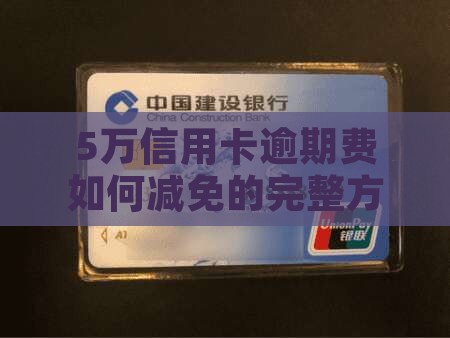 中国建设银行
China Construction Bank
5万信用卡逾期费
如何减免的完整方
A1
UnionPay
银联